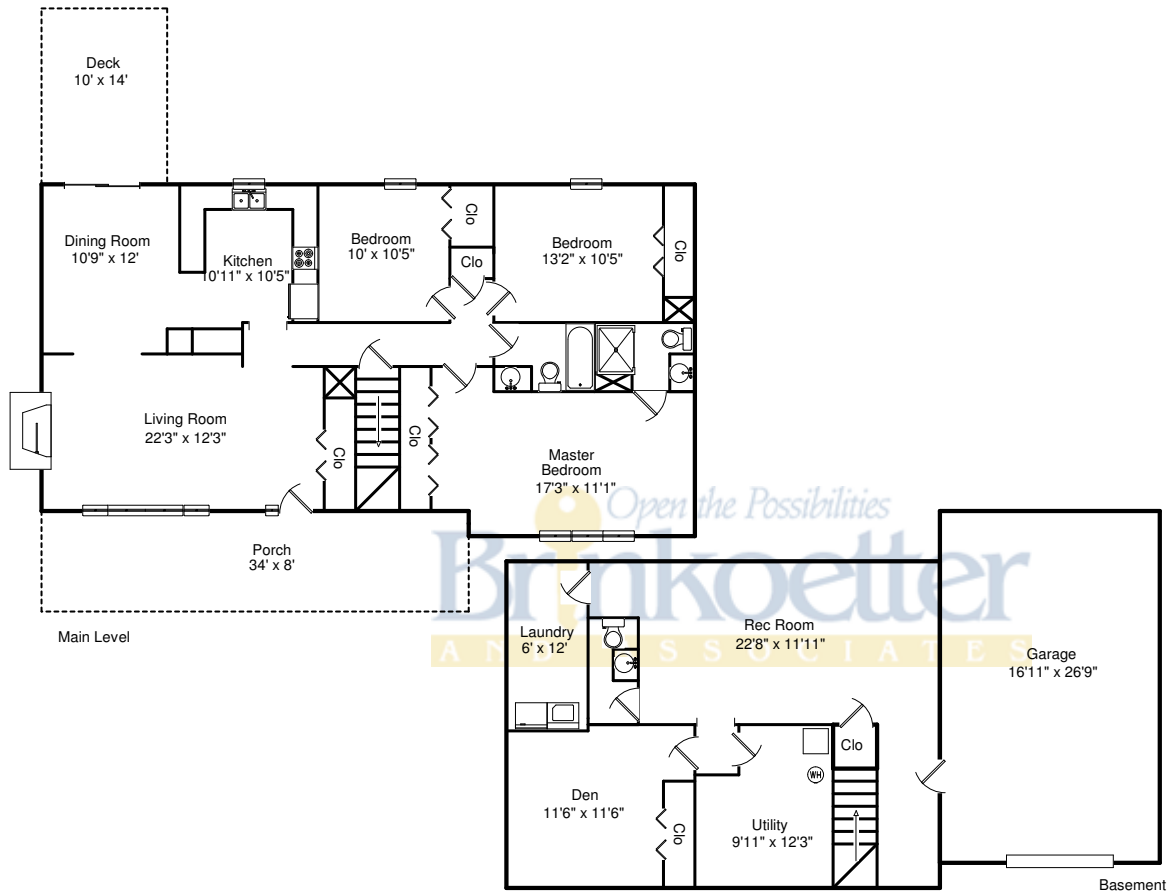 Deck
10' x 14'
Dining Room
10'9" x 12'
Kitchen
10'11" x 10'5"
Bedroom
10' x 10'5"
Clo
Clo
Bedroom
13'2" x 10'5"
Clo
Living Room
22'3" x 12'3"
Clo
Clo
Master
Bedroom
17'3" x 11'1"
Porch
34' x 8'
Main Level
Open the Possibilities
Brinkoetter
AND ASSOCIATES
Laundry
6' x 12'
Rec Room
22'8" x 11'11"
Garage
16'11" x 26'9"
Clo
WH
Den
11'6" x 11'6"
Clo
Utility
9'11" x 12'3"
Basement